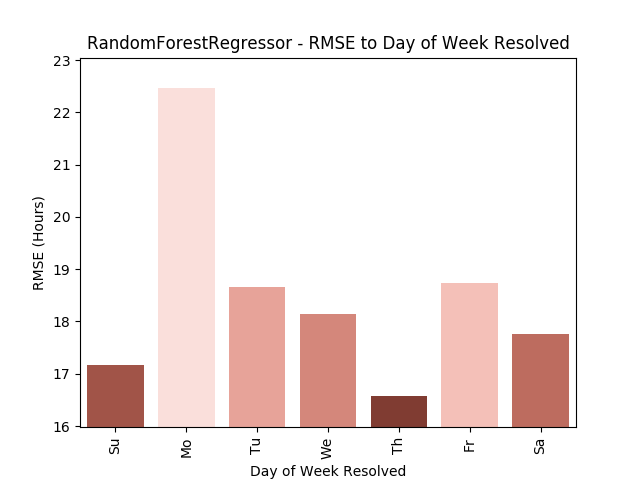 RandomForestRegressor - RMSE to Day of Week Resolved
23
22
21
20
19
18
17
16
RMSE (Hours)
Su
Mo
Tu
We
Th
Fr
Sa
Day of Week Resolved